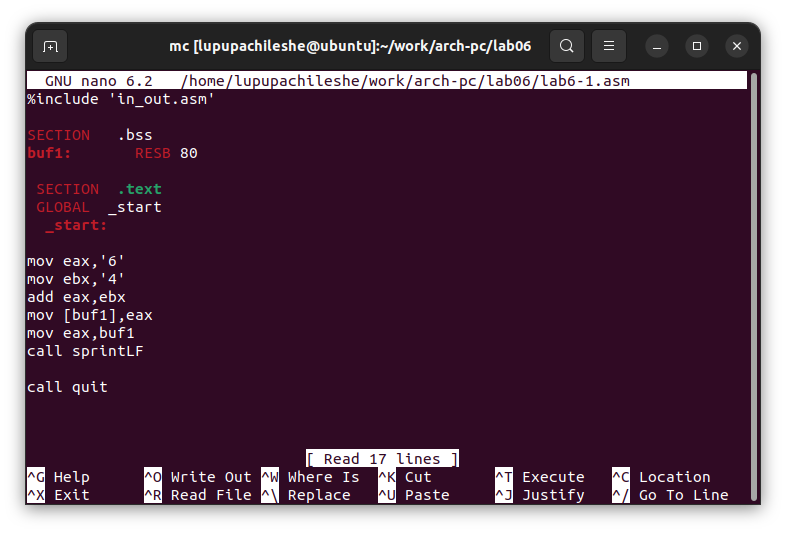 mc [lupupachileshe@ubuntu]:~/work/arch-pc/lab06
GNU nano 6.2   /home/lupupachileshe/work/arch-pc/lab06/lab6-1.asm
%include 'in_out.asm'
SECTION   .bss
buf1:       RESB 80
SECTION  .text
GLOBAL  _start
_start:
mov eax,'6'
mov ebx,'4'
add eax,ebx
mov [buf1],eax
mov eax,buf1
call sprintLF
call quit
[ Read 17 lines ]
^G Help      ^O Write Out ^W Where Is  ^K Cut       ^T Execute   ^C Location
^X Exit      ^R Read File ^\ Replace   ^U Paste     ^J Justify   ^/ Go To Line